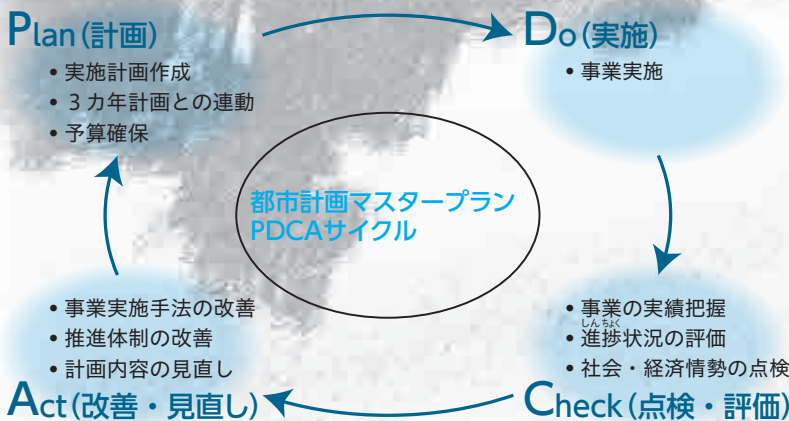 Plan(計画)
• 実施計画作成
• 3カ年計画との連動
• 予算確保
Do(実施)
• 事業実施
都市計画マスタープラン
PDCAサイクル
• 事業実施手法の改善
• 推進体制の改善
• 計画内容の見直し
Act(改善・見直し)
• 事業の実績把握
しんちょく
• 進捗状況の評価
• 社会・経済情勢の点検
Check(点検・評価)